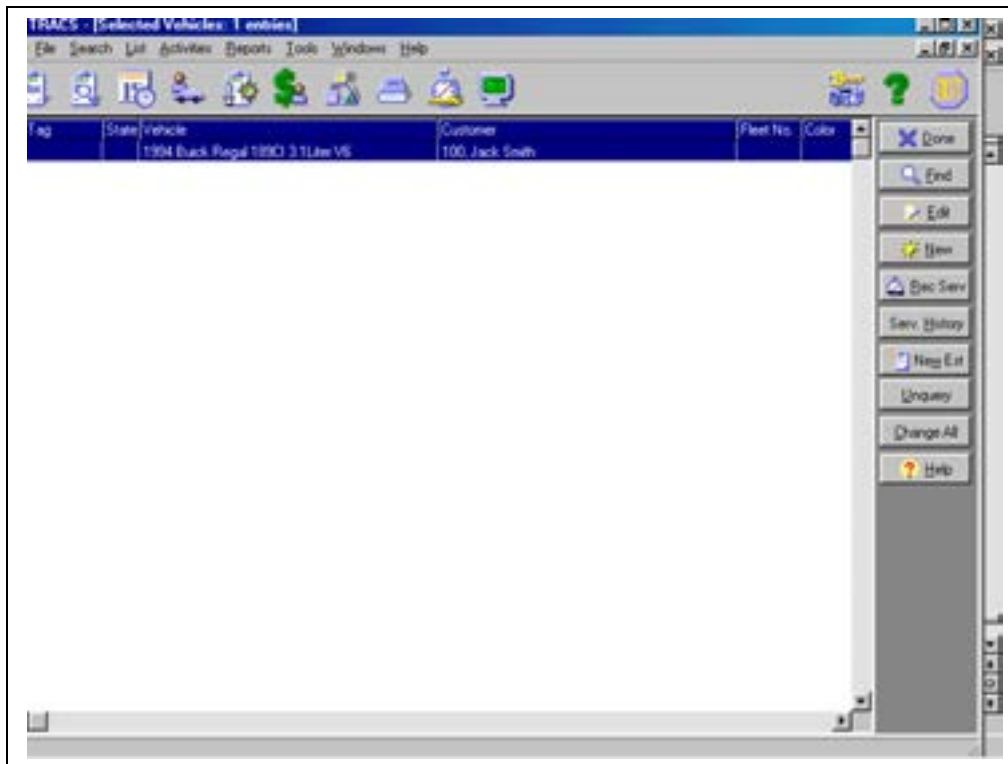 TRACS - [Selected Vehicles: 1 entries]
File Search List Activities Reports Tools Windows Help
Tag State Vehicle Customer Fleet No. Color
1994 Buick Regal 189CI 3.1Liter V6 100, Jack Smith
Done
Find
Edit
New
Rec Serv
Serv. History
New Est
Unquery
Change All
Help